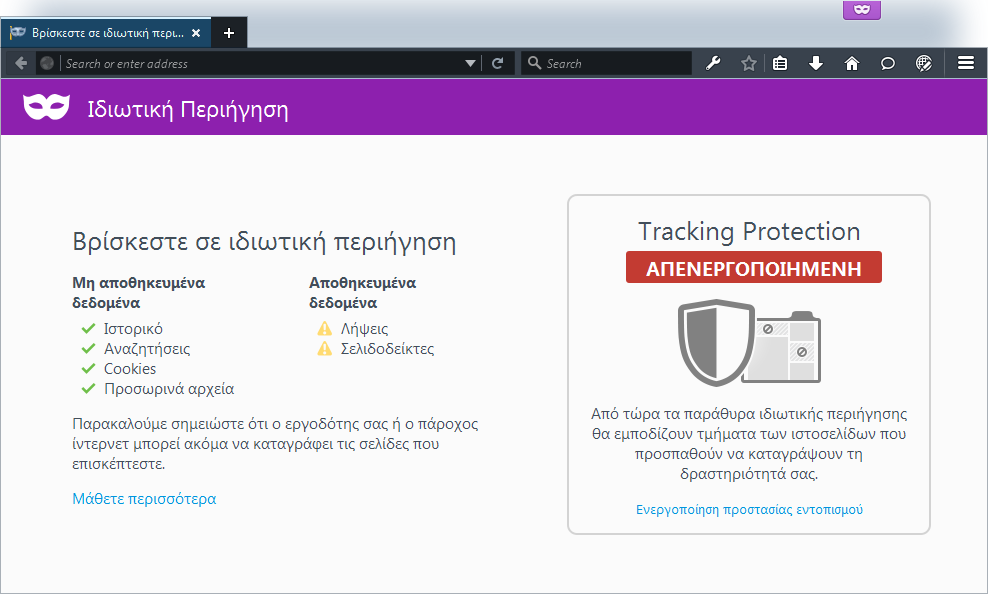 Βρίσκεστε σε ιδιωτική περι...
Search or enter address
Search
Ιδιωτική Περιήγηση
Βρίσκεστε σε ιδιωτική περιήγηση
Μη αποθηκευμένα
δεδομένα
Ιστορικό
Αναζητήσεις
Cookies
Προσωρινά αρχεία
Αποθηκευμένα
δεδομένα
Λήψεις
Σελιδοδείκτες
Παρακαλούμε σημειώστε ότι ο εργοδότης σας ή ο πάροχος
ίντερνετ μπορεί ακόμα να καταγράφει τις σελίδες που
επισκέπτεστε.
Μάθετε περισσότερα
Tracking Protection
ΑΠΕΝΕΡΓΟΠΟΙΗΜΕΝΗ
Από τώρα τα παράθυρα ιδιωτικής περιήγησης
θα εμποδίζουν τμήματα των ιστοσελίδων που
προσπαθούν να καταγράψουν τη
δραστηριότητά σας.
Ενεργοποίηση προστασίας εντοπισμού